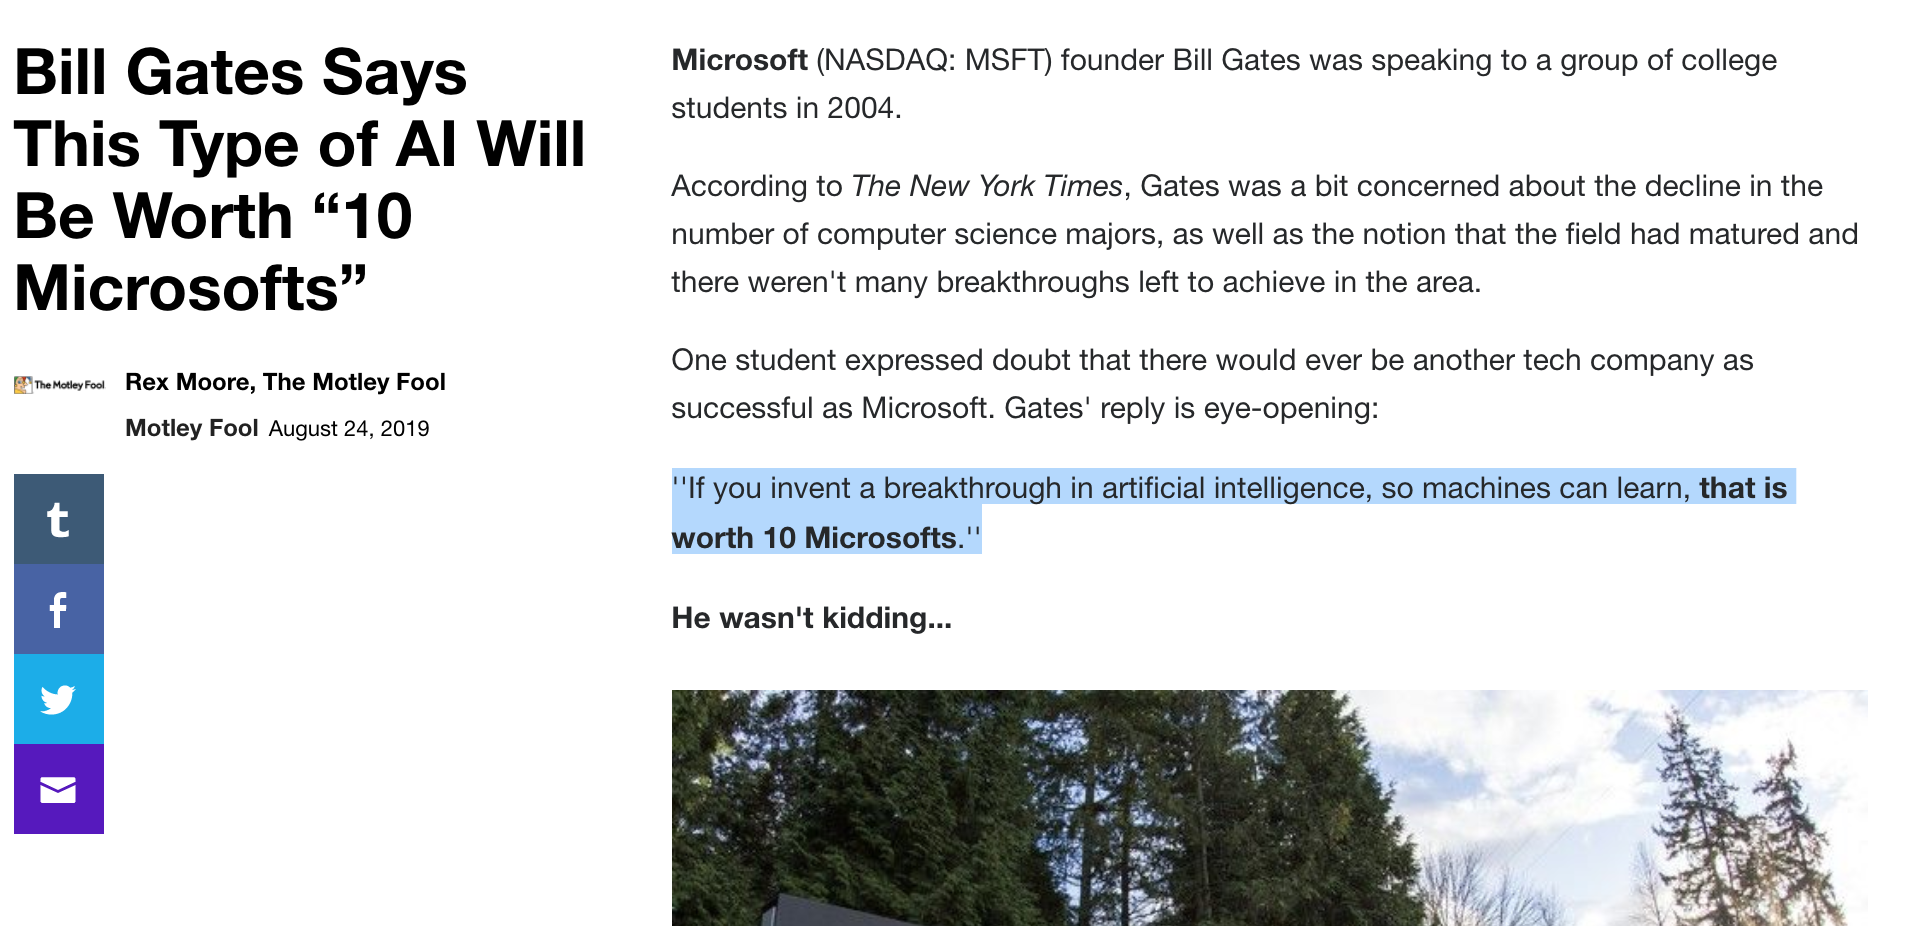 Bill Gates Says
This Type of AI Will
Be Worth “10
Microsofts”
The Motley Fool
Rex Moore, The Motley Fool
Motley Fool August 24, 2019
Microsoft (NASDAQ: MSFT) founder Bill Gates was speaking to a group of college
students in 2004.
According to The New York Times, Gates was a bit concerned about the decline in the
number of computer science majors, as well as the notion that the field had matured and
there weren't many breakthroughs left to achieve in the area.
One student expressed doubt that there would ever be another tech company as
successful as Microsoft. Gates' reply is eye-opening:
''If you invent a breakthrough in artificial intelligence, so machines can learn, that is
worth 10 Microsofts.''
He wasn't kidding...